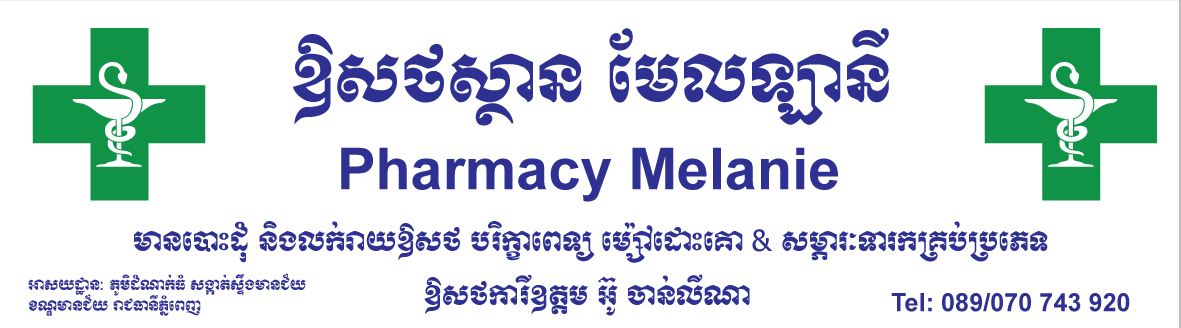 ឱសថស្ថាន មែលឡានី
Pharmacy Melanie
មានបោះដុំ និងលក់រាយឱសថ បរិក្ខាពេទ្យ ម្សៅដោះគោ & សម្ភារៈទារកគ្រប់ប្រភេទ
អាសយដ្ឋាន: ភូមិដំណាក់ធំ សង្កាត់ស្ទឹងមានជ័យ
ខណ្ឌមានជ័យ រាជធានីភ្នំពេញ
ឱសថការីឧត្តម អ៊ូ ចាន់លីណា
Tel: 089/070 743 920